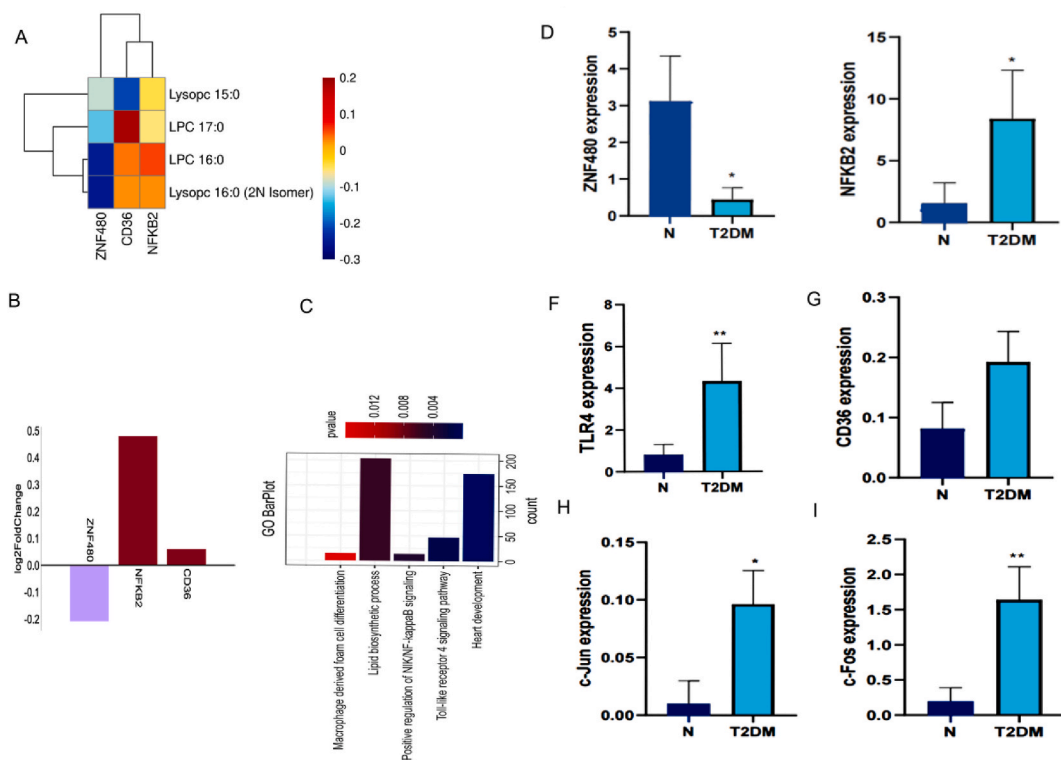 A
Lysopc 15:0
LPC 17:0
LPC 16:0
Lysopc 16:0 (2N Isomer)
ZNF480
CD36
NFKB2
0.2
0.1
0
-0.1
-0.2
-0.3
B
log2FoldChange
0.5
0.4
0.3
0.2
0.1
0.0
-0.1
-0.2
ZNF480
NFKB2
CD36
C
pvalue
0.012
0.008
0.004
GO BarPlot
count
200
150
100
50
0
Macrophage derived foam cell differentiation
Lipid biosynthetic process
Positive regulation of NIK/NF-kappaB signaling
Toll-like receptor 4 signaling pathway
Heart development
D
ZNF480 expression
5
4
3
2
1
0
*
N
T2DM
NFKB2 expression
15
10
5
0
*
N
T2DM
F
TLR4 expression
8
6
4
2
0
**
N
T2DM
G
CD36 expression
0.3
0.2
0.1
0.0
N
T2DM
H
c-Jun expression
0.15
0.10
0.05
0.00
*
N
T2DM
I
c-Fos expression
2.5
2.0
1.5
1.0
0.5
0.0
**
N
T2DM